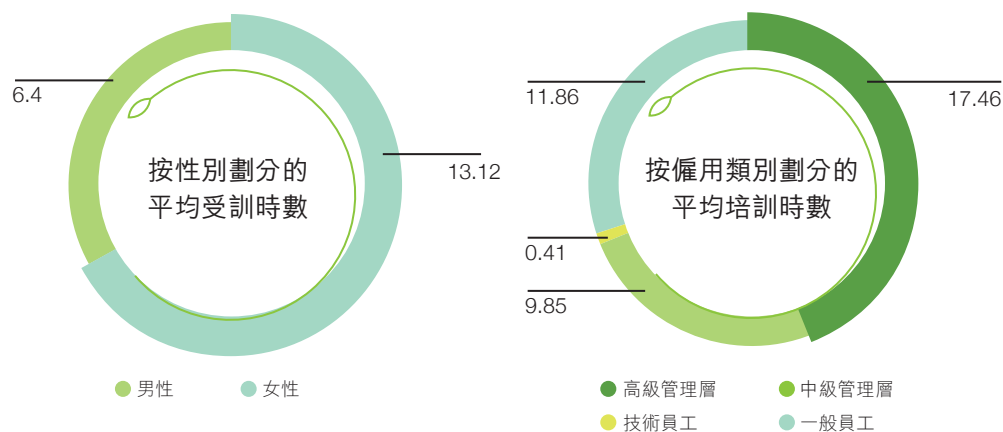 6.4
按性別劃分的
平均受訓時數
13.12
男性
女性
11.86
17.46
按僱用類別劃分的
平均培訓時數
0.41
9.85
高級管理層
中級管理層
技術員工
一般員工